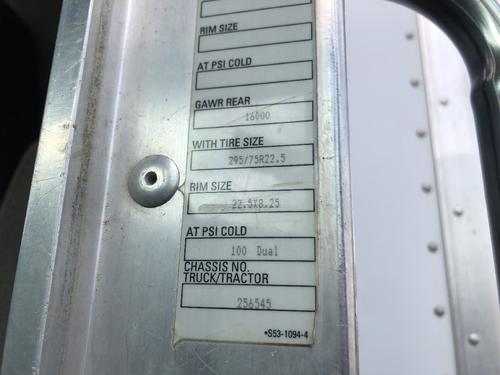 RIM SIZE
AT PSI COLD
GAWR REAR
16000
WITH TIRE SIZE
295/75R22.5
RIM SIZE
22.5X8.25
AT PSI COLD
100 Dual
CHASSIS NO.
TRUCK/TRACTOR
256545
*S53-1094-4